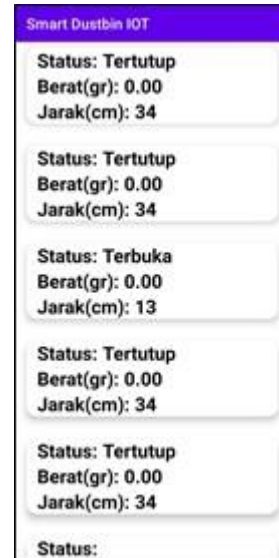 Smart Dustbin IOT
Status: Tertutup
Berat(gr): 0.00
Jarak(cm): 34
Status: Tertutup
Berat(gr): 0.00
Jarak(cm): 34
Status: Terbuka
Berat(gr): 0.00
Jarak(cm): 13
Status: Tertutup
Berat(gr): 0.00
Jarak(cm): 34
Status: Tertutup
Berat(gr): 0.00
Jarak(cm): 34
Status: